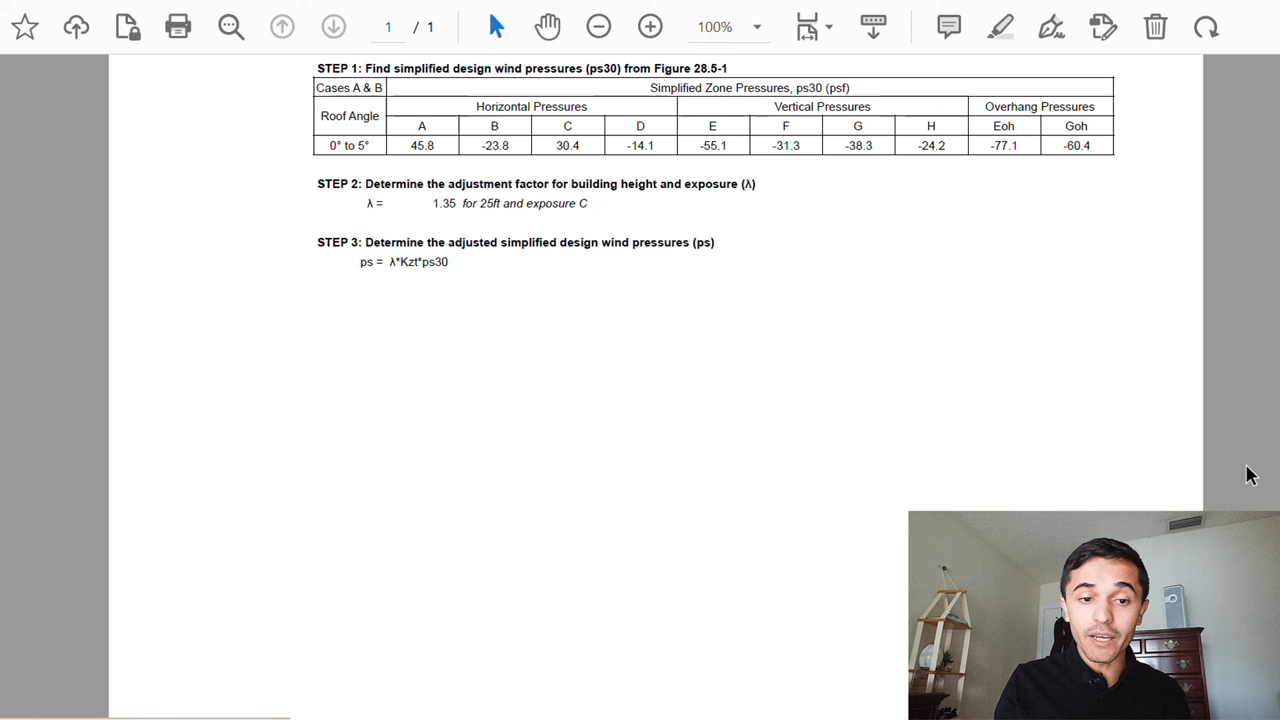 1 / 1 100%
STEP 1: Find simplified design wind pressures (ps30) from Figure 28.5-1
Cases A & B Simplified Zone Pressures, ps30 (psf)
Roof Angle Horizontal Pressures Vertical Pressures Overhang Pressures
A B C D E F G H Eoh Goh
0° to 5° 45.8 -23.8 30.4 -14.1 -55.1 -31.3 -38.3 -24.2 -77.1 -60.4
STEP 2: Determine the adjustment factor for building height and exposure (λ)
λ = 1.35 for 25ft and exposure C
STEP 3: Determine the adjusted simplified design wind pressures (ps)
ps = λ*Kzt*ps30